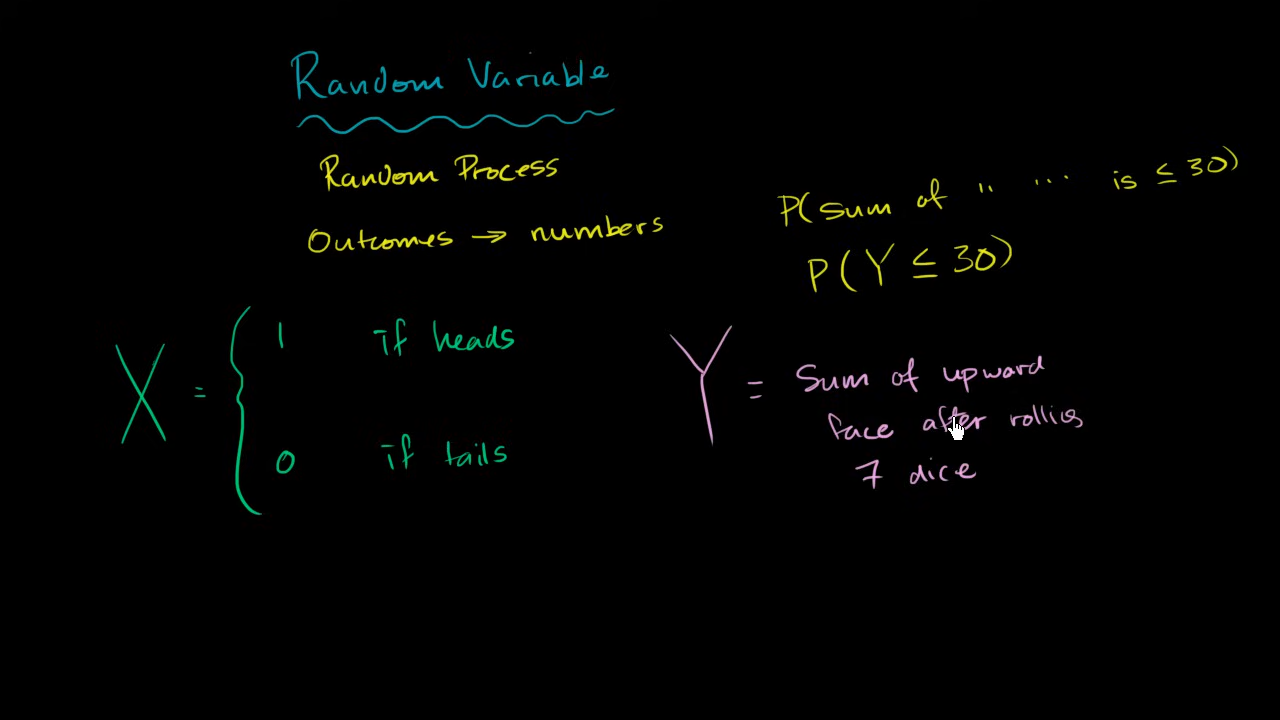 Random Variable
Random Process
Outcomes → numbers
P(sum of " ... is ≤ 30)
P(Y ≤ 30)
X = { 1 if heads
0 if tails
Y = Sum of upward
face after rolling
7 dice